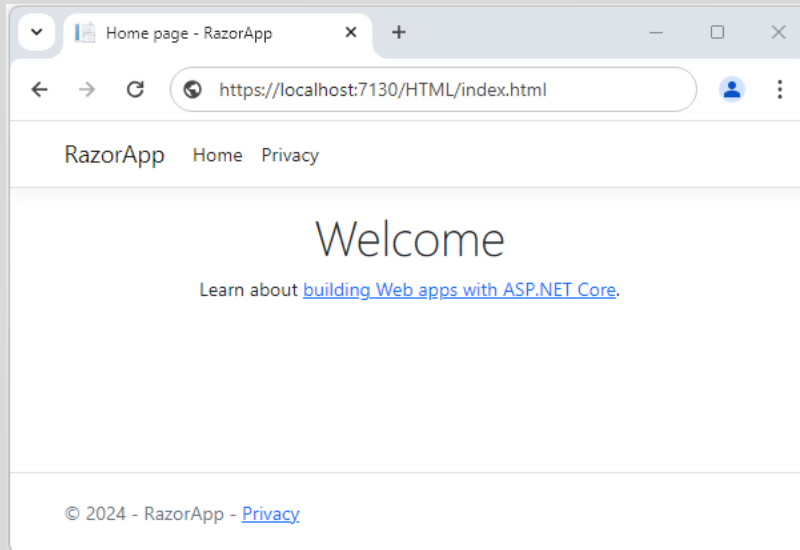 Home page - RazorApp
https://localhost:7130/HTML/index.html
RazorApp Home Privacy
Welcome
Learn about building Web apps with ASP.NET Core.
© 2024 - RazorApp - Privacy